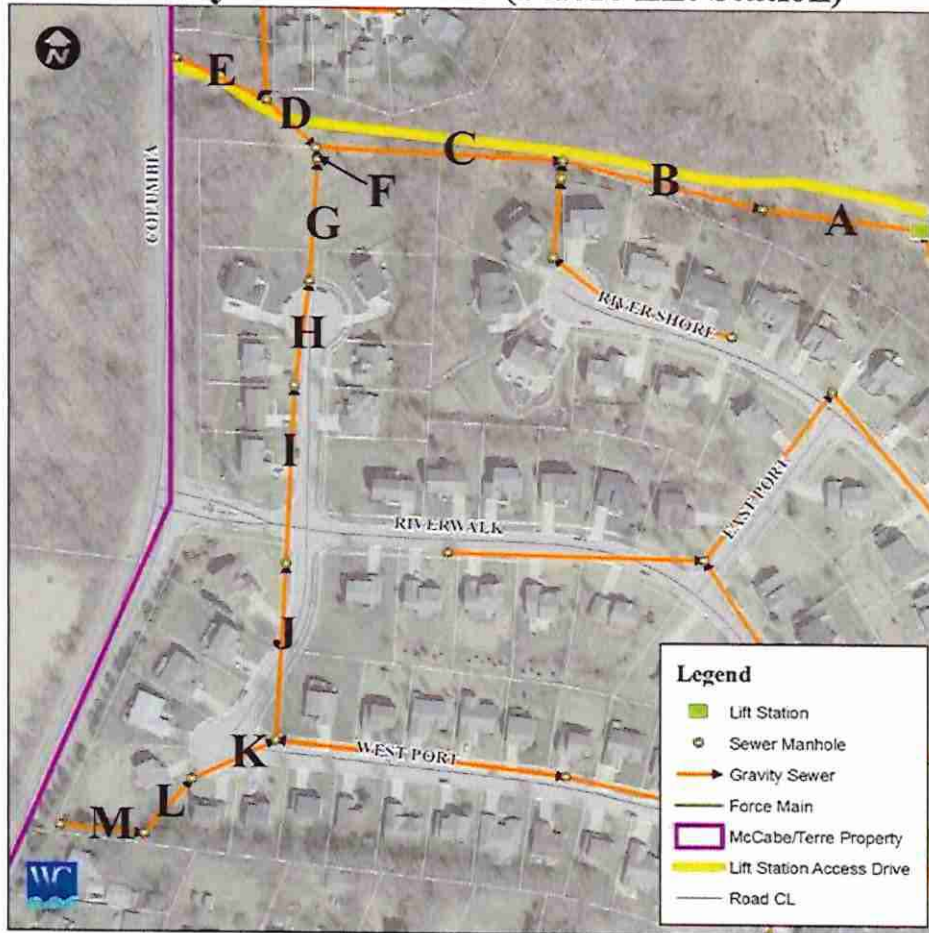 N
E
D
C
B
A
F
G
COLUMBIA
H
RIVER SHORE
I
EAST PORT
RIVERWALK
J
K
WEST PORT
L
M
WC
Legend
Lift Station
Sewer Manhole
Gravity Sewer
Force Main
McCabe/Terre Property
Lift Station Access Drive
Road CL